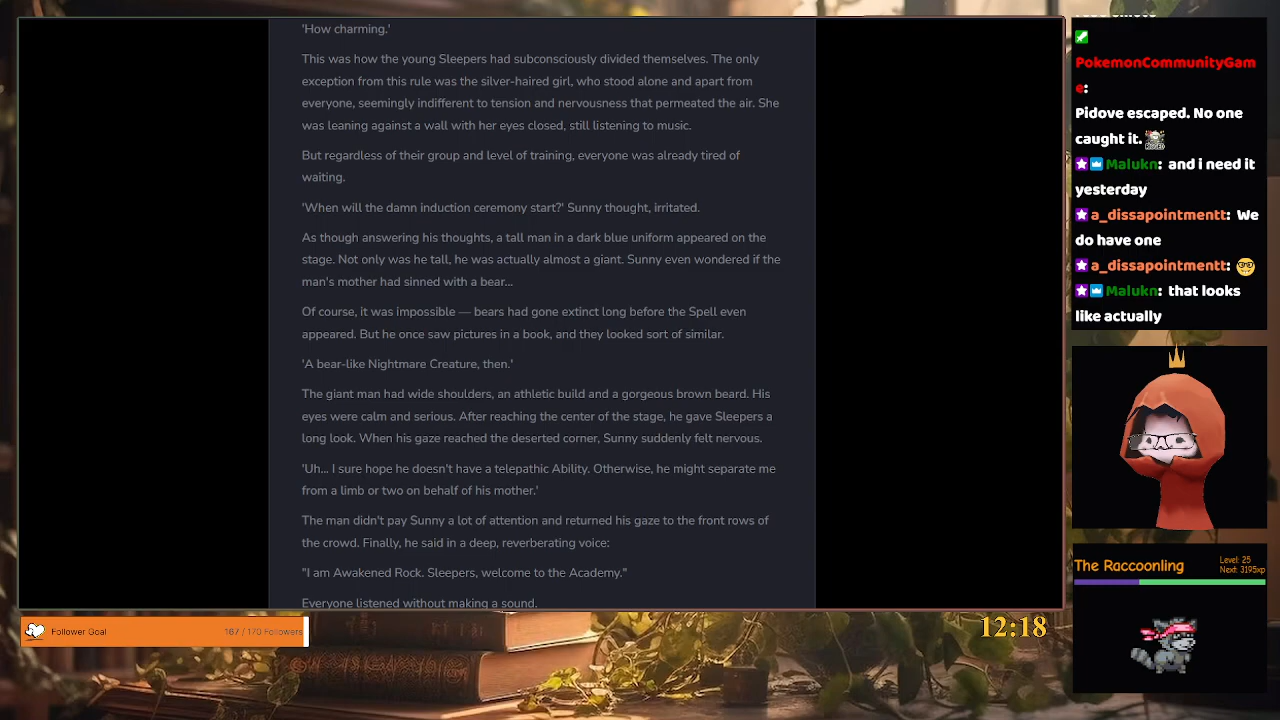 'How charming.'
This was how the young Sleepers had subconsciously divided themselves. The only
exception from this rule was the silver-haired girl, who stood alone and apart from
everyone, seemingly indifferent to tension and nervousness that permeated the air. She
was leaning against a wall with her eyes closed, still listening to music.
But regardless of their group and level of training, everyone was already tired of
waiting.
'When will the damn induction ceremony start?' Sunny thought, irritated.
As though answering his thoughts, a tall man in a dark blue uniform appeared on the
stage. Not only was he tall, he was actually almost a giant. Sunny even wondered if the
man's mother had sinned with a bear...
Of course, it was impossible — bears had gone extinct long before the Spell even
appeared. But he once saw pictures in a book, and they looked sort of similar.
'A bear-like Nightmare Creature, then.'
The giant man had wide shoulders, an athletic build and a gorgeous brown beard. His
eyes were calm and serious. After reaching the center of the stage, he gave Sleepers a
long look. When his gaze reached the deserted corner, Sunny suddenly felt nervous.
'Uh... I sure hope he doesn't have a telepathic Ability. Otherwise, he might separate me
from a limb or two on behalf of his mother.'
The man didn't pay Sunny a lot of attention and returned his gaze to the front rows of
the crowd. Finally, he said in a deep, reverberating voice:
"I am Awakened Rock. Sleepers, welcome to the Academy."
Everyone listened without making a sound.
PokemonCommunityGam
e:
Pidove escaped. No one
caught it.
Malukn: and i need it
yesterday
a_dissapointmentt: We
do have one
a_dissapointmentt:
Malukn: that looks
like actually
The Raccoonling
Level: 25
Next: 3195xp
Follower Goal
167 / 170 Followers
12:18